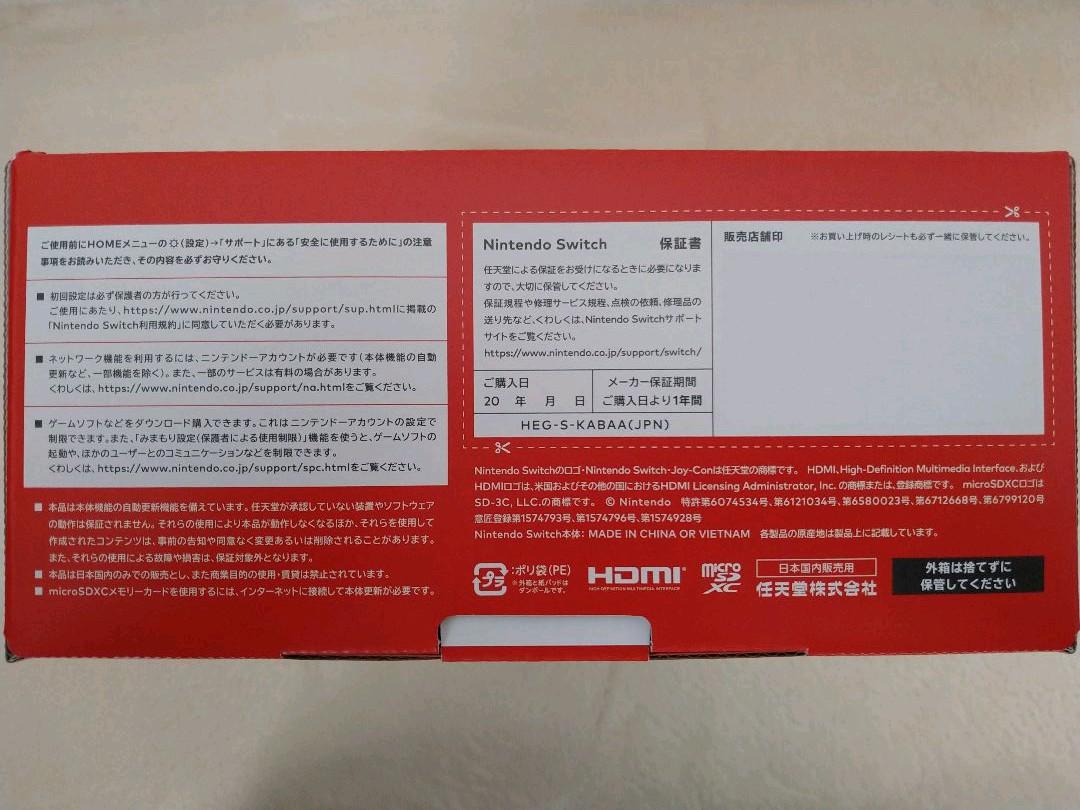 ご使用前にHOMEメニューの（設定）→「サポート」にある「安全に使用するために」の注意
事項をお読みいただき、その内容を必ずお守りください。
■ 初回設定は必ず保護者の方が行ってください。
ご使用にあたり、https://www.nintendo.co.jp/support/sup.htmlに掲載の
「Nintendo Switch利用規約」に同意していただく必要があります。
■ ネットワーク機能を利用するには、ニンテンドーアカウントが必要です（本体機能の自動
更新など、一部機能を除く）。また、一部のサービスは有料の場合があります。
くわしくは、https://www.nintendo.co.jp/support/na.htmlをご覧ください。
■ ゲームソフトなどをダウンロード購入できます。これはニンテンドーアカウントの設定で
制限できます。また、「みまもり設定（保護者による使用制限）」機能を使うと、ゲームソフトの
起動や、ほかのユーザーとのコミュニケーションなどを制限できます。
くわしくは、https://www.nintendo.co.jp/support/spc.htmlをご覧ください。
■ 本品は本体機能の自動更新機能を備えています。任天堂が承認していない装置やソフトウェア
の動作は保証されません。それらの使用により本品が動作しなくなるほか、それらを使用して
作成されたコンテンツは、事前の告知や同意なく変更あるいは削除されることがあります。
また、それらの使用による故障や損害は、保証対象外となります。
■ 本品は日本国内のみでの販売とし、また商業目的の使用・賃貸は禁止されています。
■ microSDXCメモリーカードを使用するには、インターネットに接続して本体更新が必要です。
Nintendo Switch 保証書
任天堂による保証をお受けになるときに必要になりま
すので、大切に保管してください。
保証規程や修理サービス規程、点検の依頼、修理品の
送り先など、くわしくは、Nintendo Switchサポート
サイトをご覧ください。
https://www.nintendo.co.jp/support/switch/
ご購入日
20 年 月 日
メーカー保証期間
ご購入日より1年間
HEG-S-KABAA(JPN)
販売店舗印 ※お買い上げ時のレシートも必ず一緒に保管してください。
Nintendo Switchのロゴ・Nintendo Switch・Joy-Conは任天堂の商標です。 HDMI、High-Definition Multimedia Interface、および
HDMIロゴは、米国およびその他の国におけるHDMI Licensing Administrator, Inc. の商標または、登録商標です。 microSDXCロゴは
SD-3C, LLC.の商標です。 © Nintendo 特許第6074534号、第6121034号、第6580023号、第6712668号、第6799120号
意匠登録第1574793号、第1574796号、第1574928号
Nintendo Switch本体: MADE IN CHINA OR VIETNAM 各製品の原産地は製品上に記載しています。
プラ
:ポリ袋(PE)
※外箱と紙パッドは
ダンボールです。
HDMI
HIGH-DEFINITION MULTIMEDIA INTERFACE
micro
SD
XC
日本国内販売用
任天堂株式会社
外箱は捨てずに
保管してください